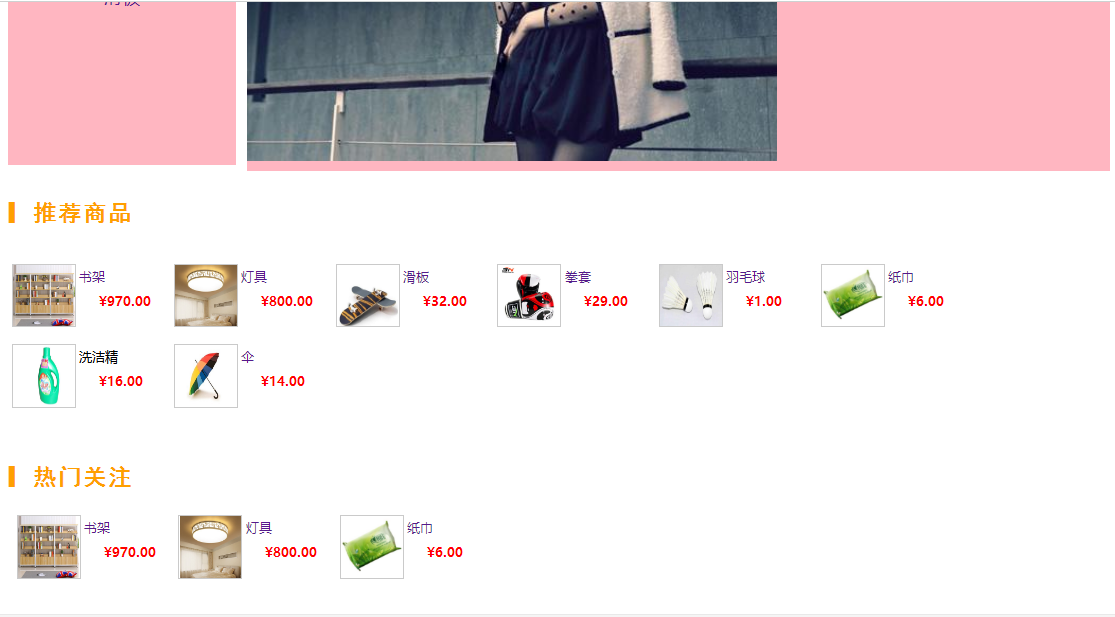 滑板
推荐商品
书架 灯具 滑板 拳套 羽毛球 纸巾
¥970.00 ¥800.00 ¥32.00 ¥29.00 ¥1.00 ¥6.00
洗洁精 伞
¥16.00 ¥14.00
热门关注
书架 灯具 纸巾
¥970.00 ¥800.00 ¥6.00